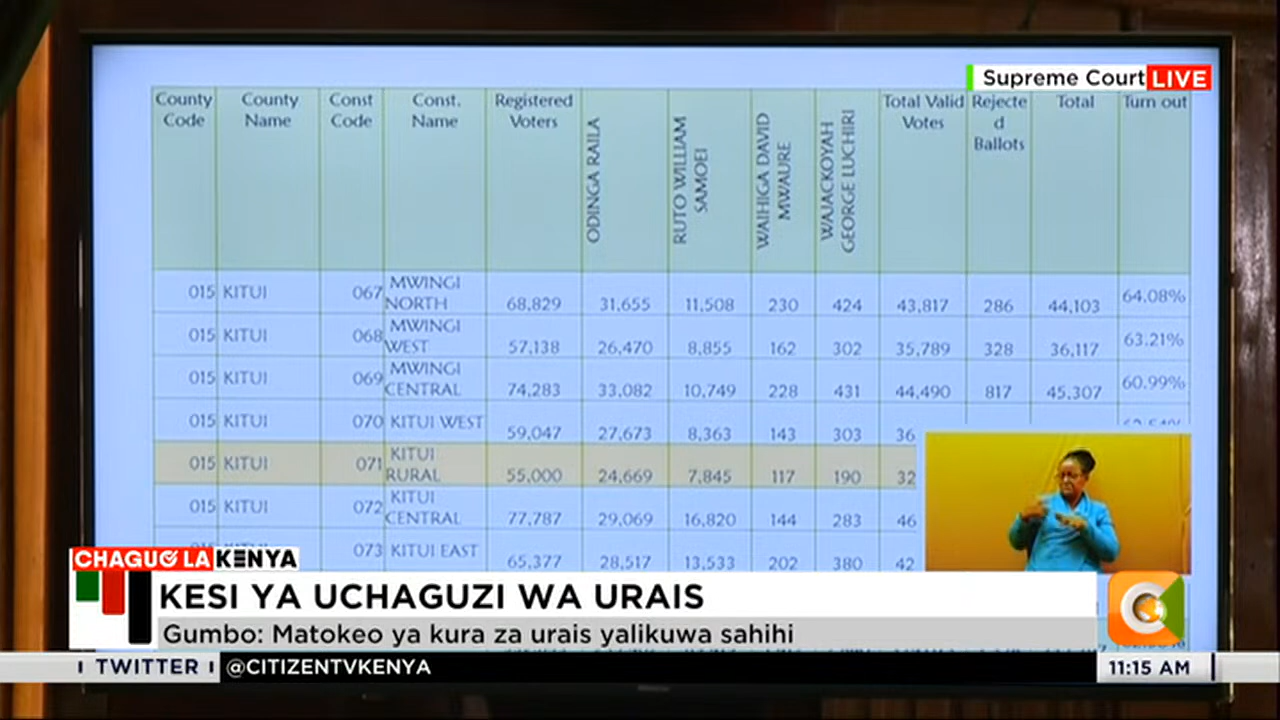 Supreme Court LIVE
County Code County Name Const Code Const. Name Registered Voters ODINGA RAILA RUTO WILLIAM SAMOEI WAIHIGA DAVID MWAURE WAJACKOYAH GEORGE LUCHIRI Total Valid Votes Rejected Ballots Total Turn out
015 KITUI 067 MWINGI NORTH 68,829 31,655 11,508 230 424 43,817 286 44,103 64.08%
015 KITUI 068 MWINGI WEST 57,138 26,470 8,855 162 302 35,789 328 36,117 63.21%
015 KITUI 069 MWINGI CENTRAL 74,283 33,082 10,749 228 431 44,490 817 45,307 60.99%
015 KITUI 070 KITUI WEST 59,047 27,673 8,363 143 303 36
015 KITUI 071 KITUI RURAL 55,000 24,669 7,845 117 190 32
015 KITUI 072 KITUI CENTRAL 77,787 29,069 16,820 144 283 46
073 KITUI EAST 65,377 28,517 13,533 202 380 42
CHAGUO LA KENYA
KESI YA UCHAGUZI WA URAIS
Gumbo: Matokeo ya kura za urais yalikuwa sahihi
TWITTER @CITIZENTVKENYA 11:15 AM